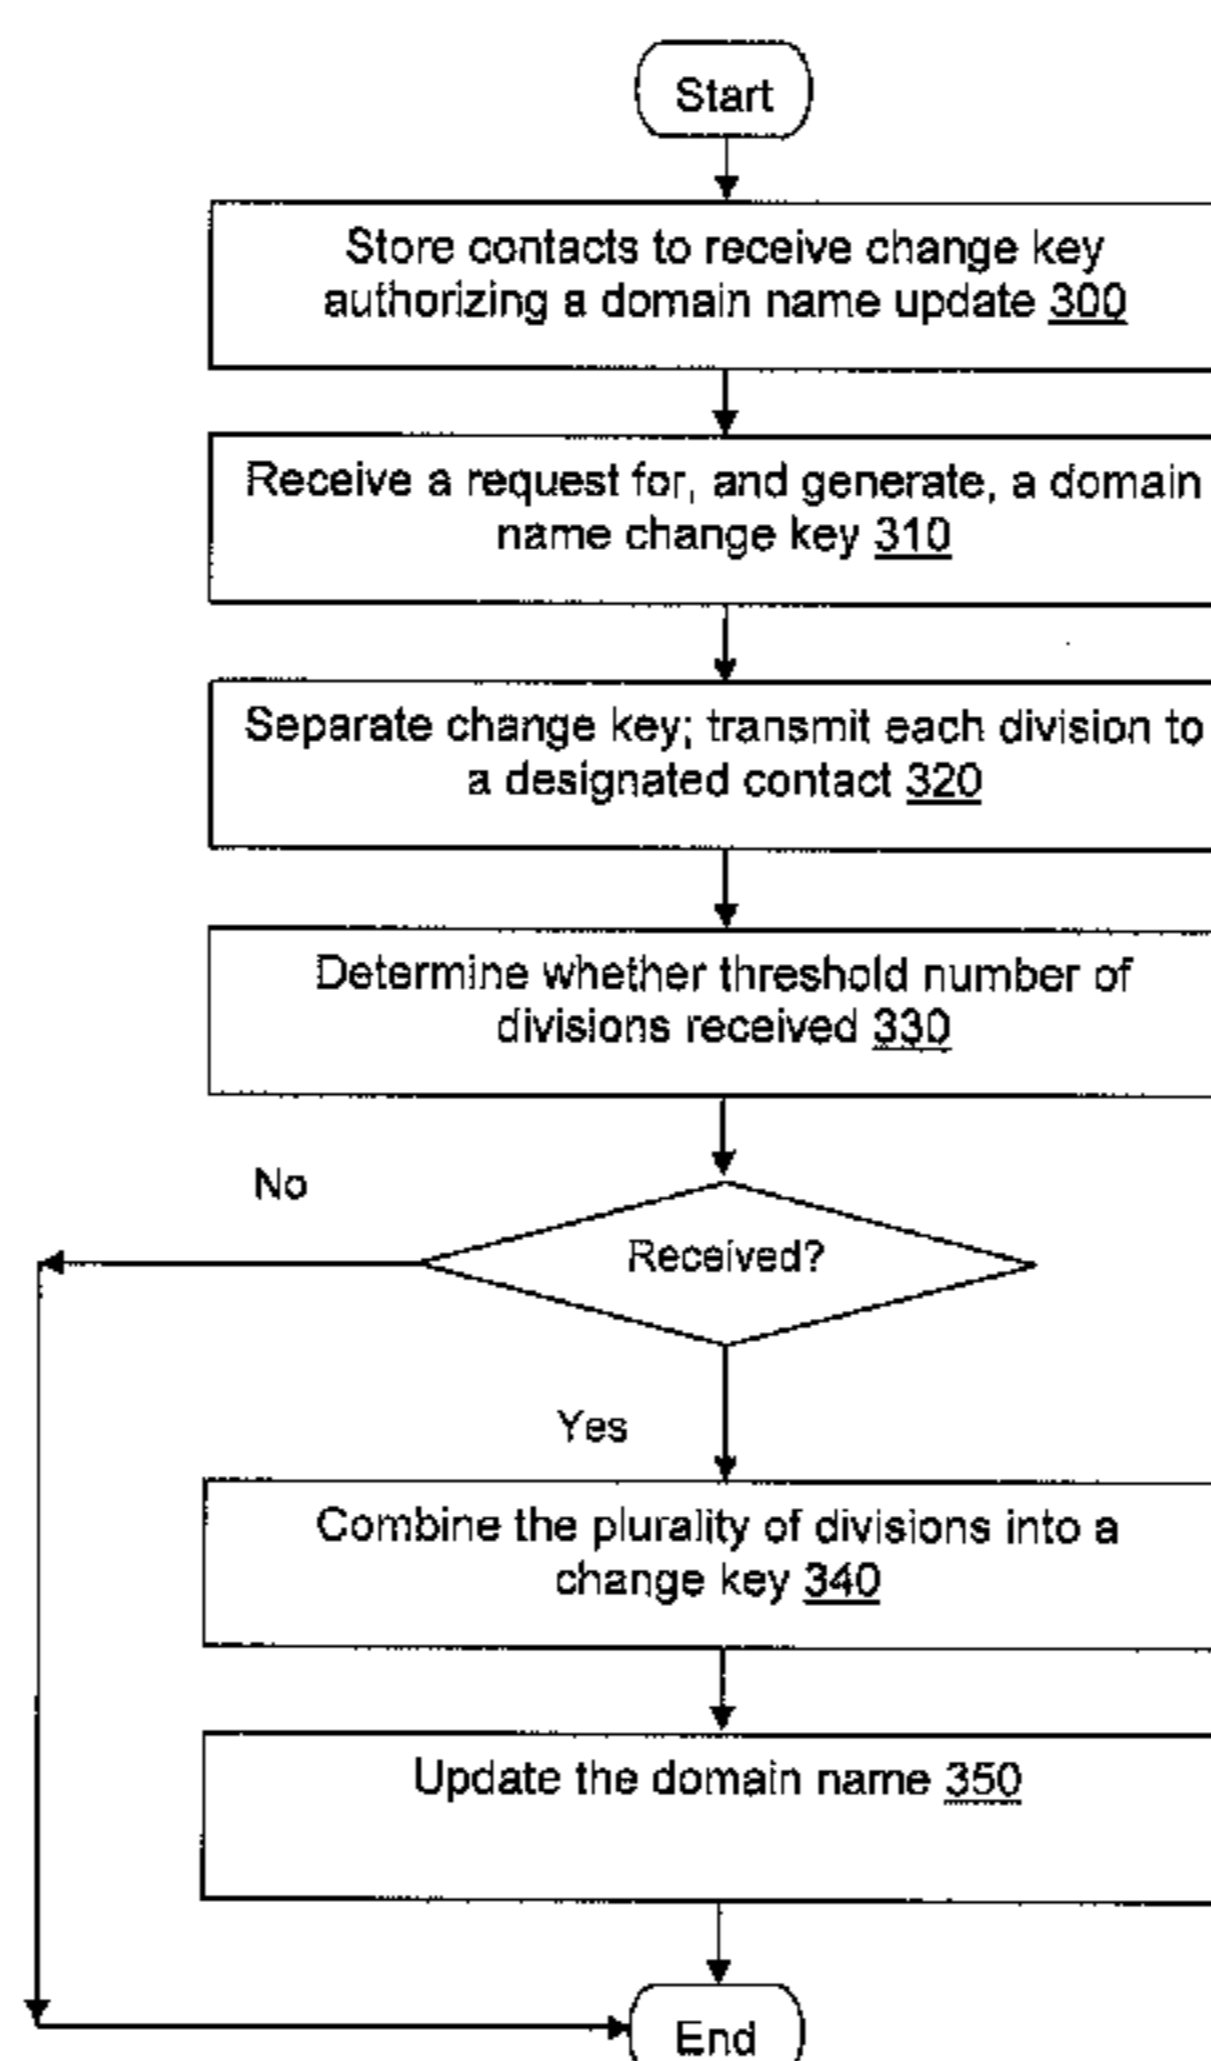 Start
Store contacts to receive change key
authorizing a domain name update 300
Receive a request for, and generate, a domain
name change key 310
Separate change key; transmit each division to
a designated contact 320
Determine whether threshold number of
divisions received 330
No
Received?
Yes
Combine the plurality of divisions into a
change key 340
Update the domain name 350
End